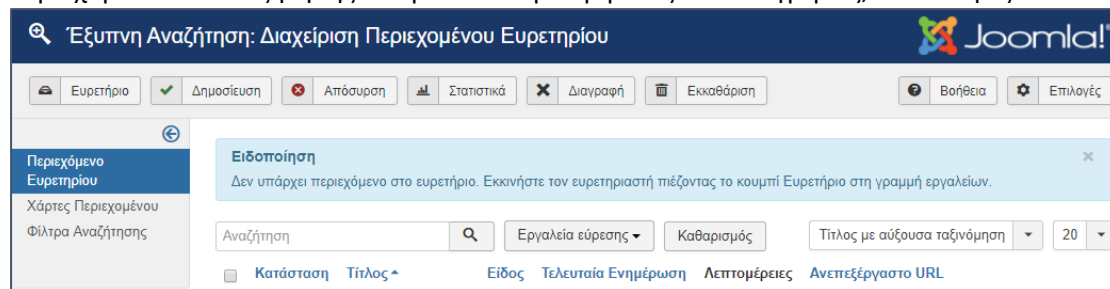 Έξυπνη Αναζήτηση: Διαχείριση Περιεχομένου Ευρετηρίου Joomla!
Ευρετήριο Δημοσίευση Απόσυρση Στατιστικά Διαγραφή Εκκαθάριση Βοήθεια Επιλογές
Περιεχόμενο
Ευρετηρίου
Χάρτες Περιεχομένου
Φίλτρα Αναζήτησης
Ειδοποίηση
Δεν υπάρχει περιεχόμενο στο ευρετήριο. Εκκινήστε τον ευρετηριαστή πιέζοντας το κουμπί Ευρετήριο στη γραμμή εργαλείων.
Αναζήτηση Εργαλεία εύρεσης Καθαρισμός Τίτλος με αύξουσα ταξινόμηση 20
Κατάσταση Τίτλος Είδος Τελευταία Ενημέρωση Λεπτομέρειες Ανεπεξέργαστο URL